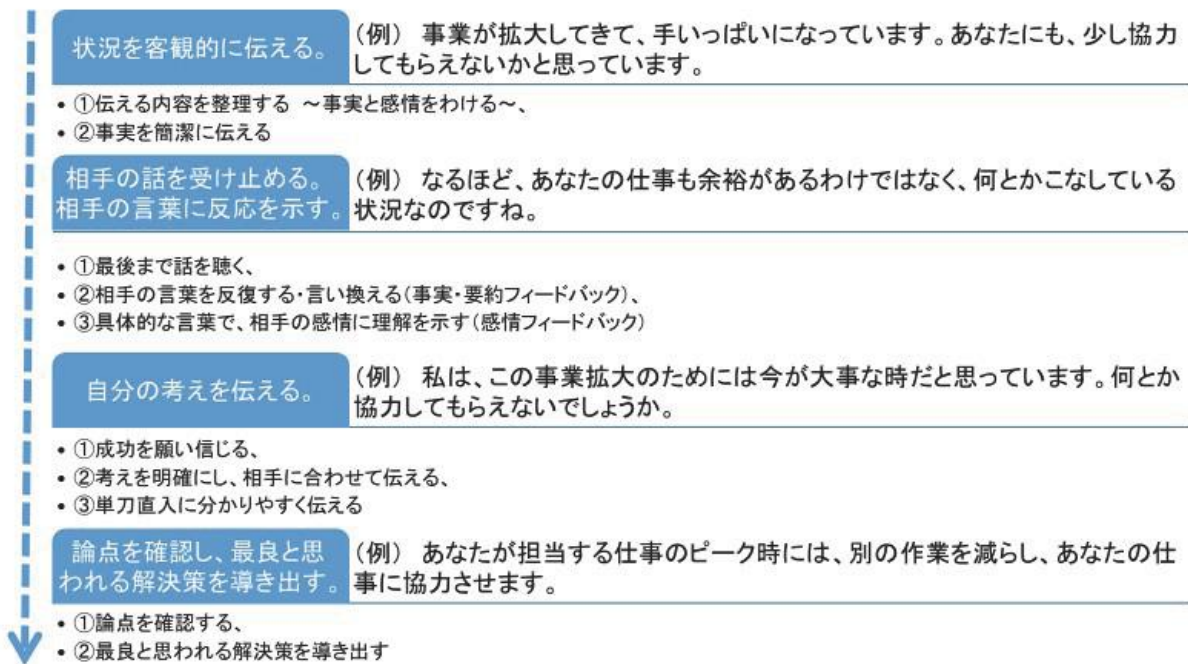 状況を客観的に伝える。
(例) 事業が拡大してきて、手いっぱいになっています。あなたにも、少し協力
してもらえないかと思っています。
• ①伝える内容を整理する ～事実と感情をわける～、
• ②事実を簡潔に伝える
相手の話を受け止める。
相手の言葉に反応を示す。
(例) なるほど、あなたの仕事も余裕があるわけではなく、何とかこなしている
状況なのですね。
• ①最後まで話を聴く、
• ②相手の言葉を反復する・言い換える(事実・要約フィードバック)、
• ③具体的な言葉で、相手の感情に理解を示す(感情フィードバック)
自分の考えを伝える。
(例) 私は、この事業拡大のためには今が大事な時だと思っています。何とか
協力してもらえないでしょうか。
• ①成功を願い信じる、
• ②考えを明確にし、相手に合わせて伝える、
• ③単刀直入に分かりやすく伝える
論点を確認し、最良と思
われる解決策を導き出す。
(例) あなたが担当する仕事のピーク時には、別の作業を減らし、あなたの仕
事に協力させます。
• ①論点を確認する、
• ②最良と思われる解決策を導き出す